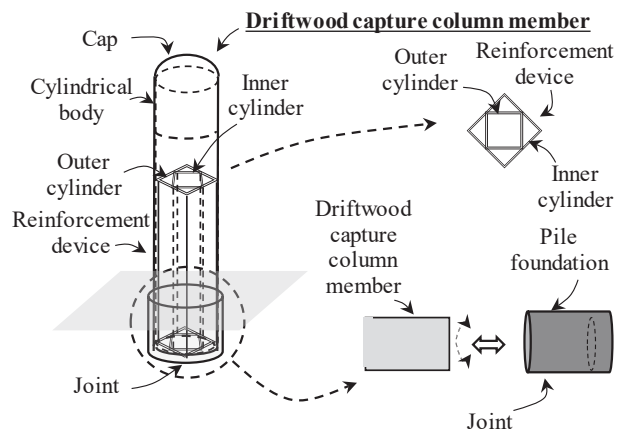 Driftwood capture column member
Cap
Cylindrical
body
Inner
cylinder
Outer
cylinder
Reinforcement
device
Joint
Outer
cylinder
Reinforcement
device
Inner
cylinder
Driftwood
capture
column
member
Pile
foundation
Joint